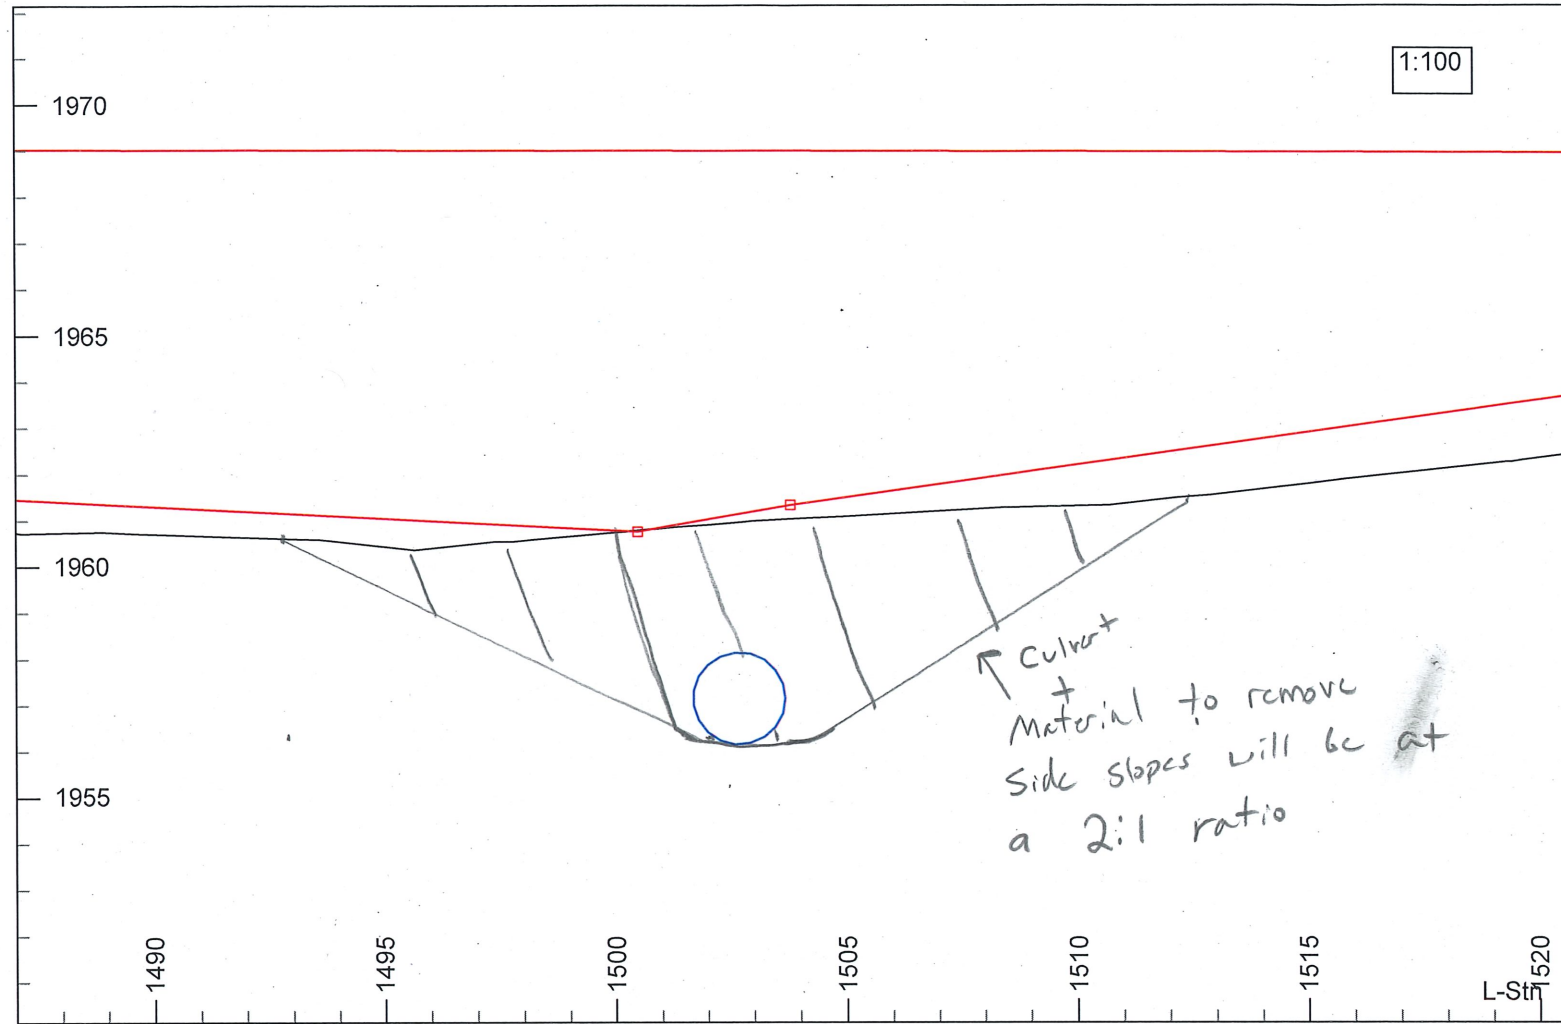 1:100
1970
1965
1960
1955
Culvert
+
Material to remove
Side slopes will be at
a 2:1 ratio
1490
1495
1500
1505
1510
1515
1520
L-Stn